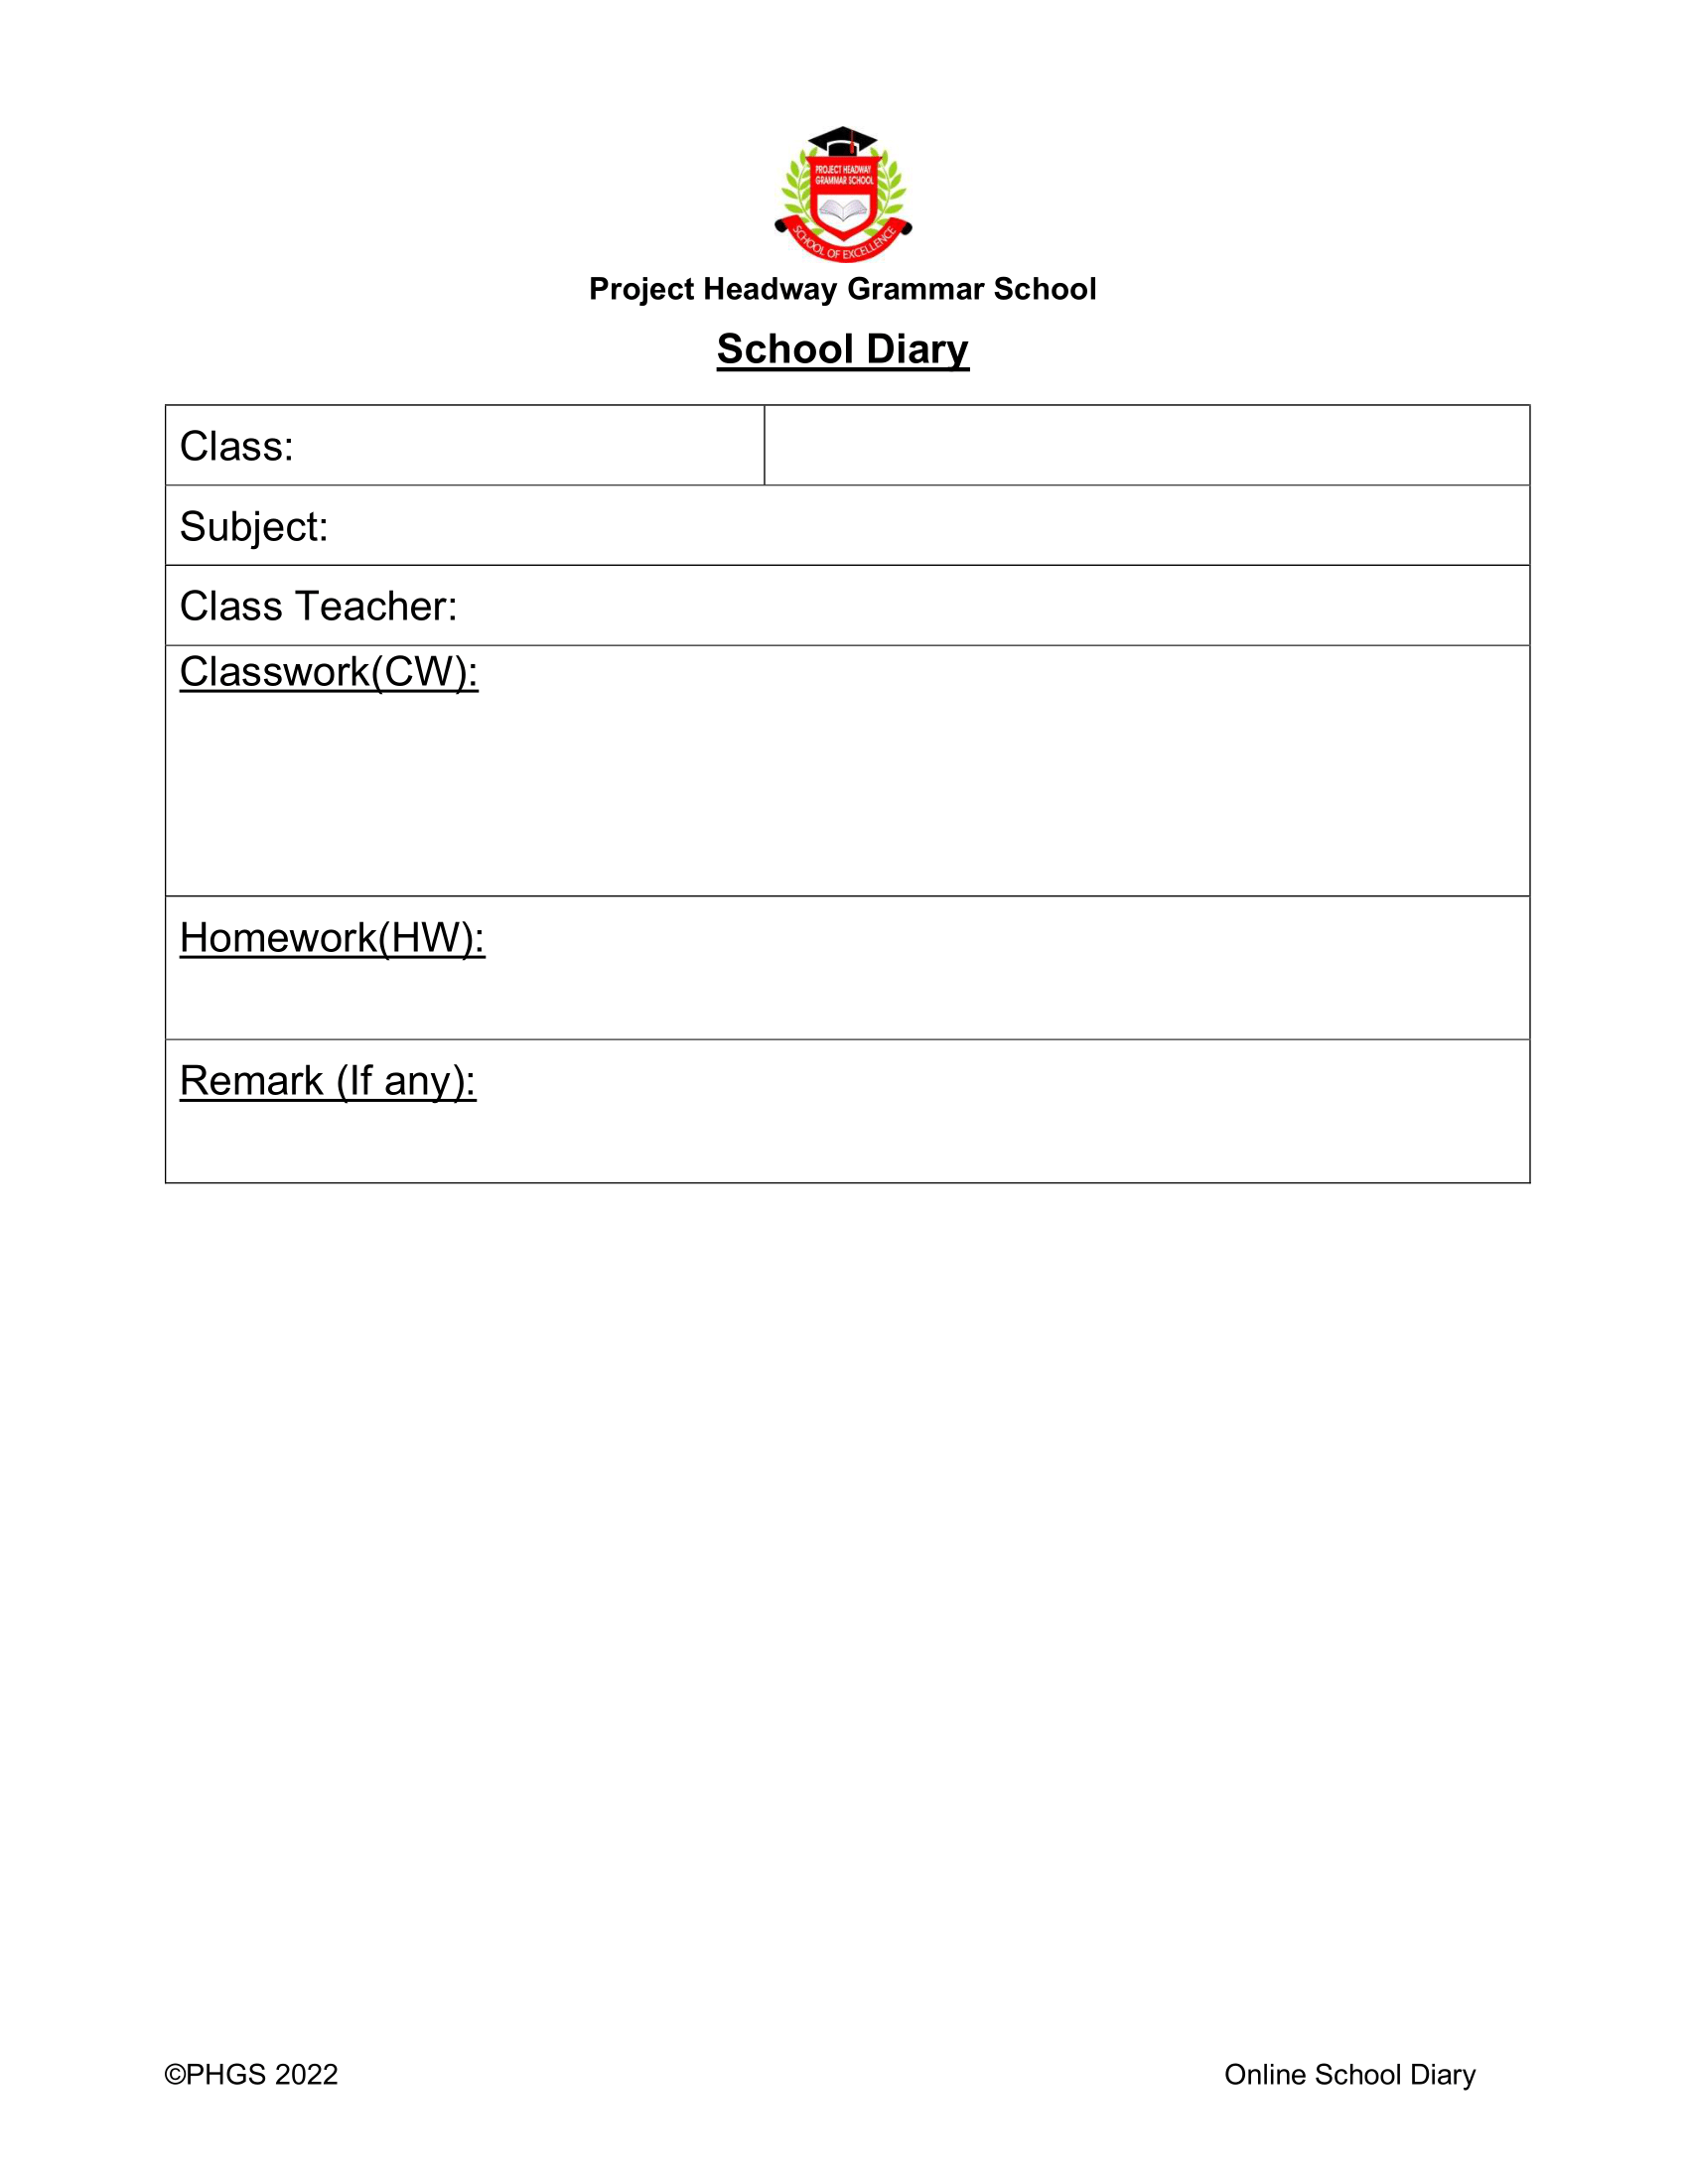 PROJECT HEADWAY
GRAMMAR SCHOOL
SCHOOL OF EXCELLENCE
Project Headway Grammar School
School Diary
Class:
Subject:
Class Teacher:
Classwork(CW):
Homework(HW):
Remark (If any):
©PHGS 2022 Online School Diary